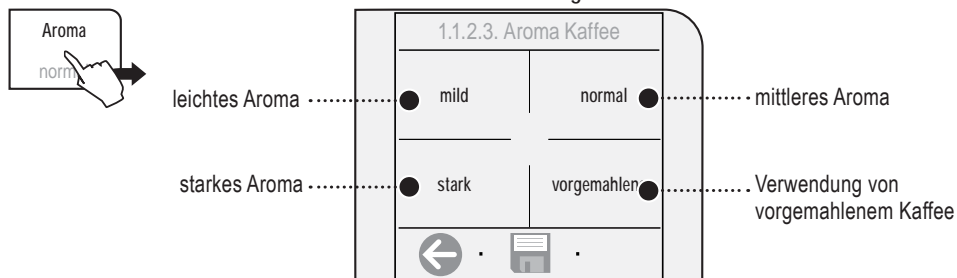 Aroma
1.1.2.3. Aroma Kaffee
leichtes Aroma
mild
normal
mittleres Aroma
starkes Aroma
stark
Verwendung von
vorgemahlenem Kaffee